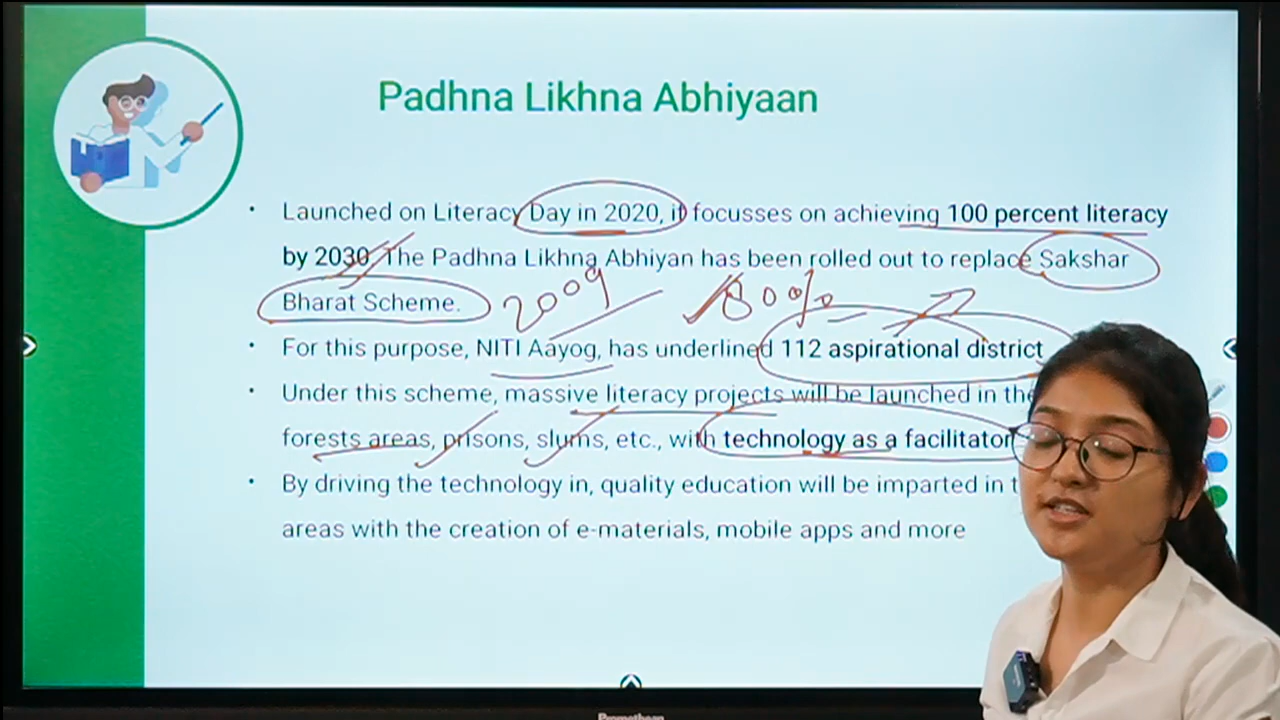 Padhna Likhna Abhiyaan
• Launched on Literacy Day in 2020, it focusses on achieving 100 percent literacy
by 2030 The Padhna Likhna Abhiyan has been rolled out to replace Sakshar
Bharat Scheme.
2009 80%
• For this purpose, NITI Aayog, has underlined 112 aspirational district
• Under this scheme, massive literacy projects will be launched in the
forests areas, prisons, slums, etc., with technology as a facilitator
• By driving the technology in, quality education will be imparted in
areas with the creation of e-materials, mobile apps and more
Promethean